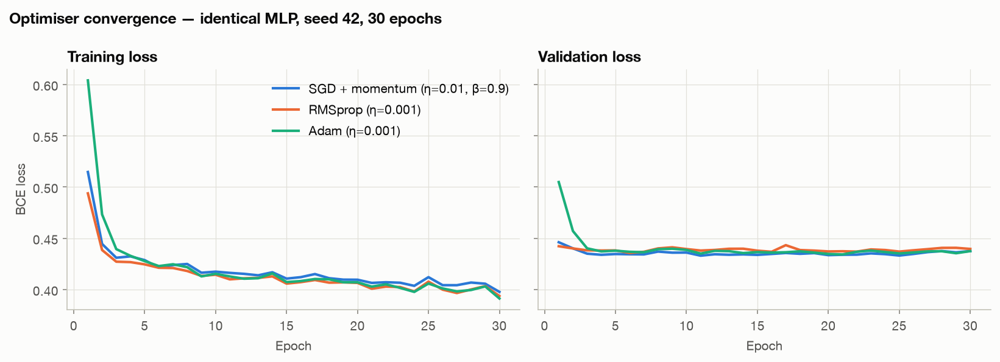 Optimiser convergence — identical MLP, seed 42, 30 epochs
Training loss
BCE loss
0.60
0.55
0.50
0.45
0.40
SGD + momentum (η=0.01, β=0.9)
RMSprop (η=0.001)
Adam (η=0.001)
0 5 10 15 20 25 30
Epoch
Validation loss
0 5 10 15 20 25 30
Epoch